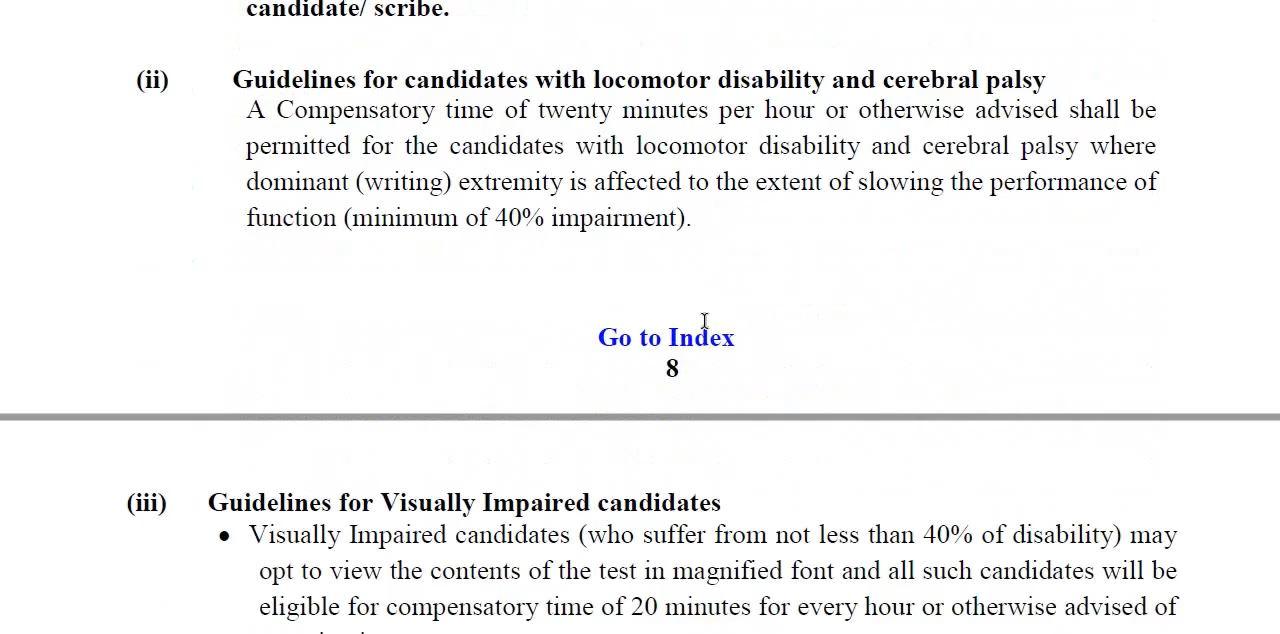 candidate/ scribe.
(ii) Guidelines for candidates with locomotor disability and cerebral palsy
A Compensatory time of twenty minutes per hour or otherwise advised shall be
permitted for the candidates with locomotor disability and cerebral palsy where
dominant (writing) extremity is affected to the extent of slowing the performance of
function (minimum of 40% impairment).
Go to Index
8
(iii) Guidelines for Visually Impaired candidates
• Visually Impaired candidates (who suffer from not less than 40% of disability) may
opt to view the contents of the test in magnified font and all such candidates will be
eligible for compensatory time of 20 minutes for every hour or otherwise advised of